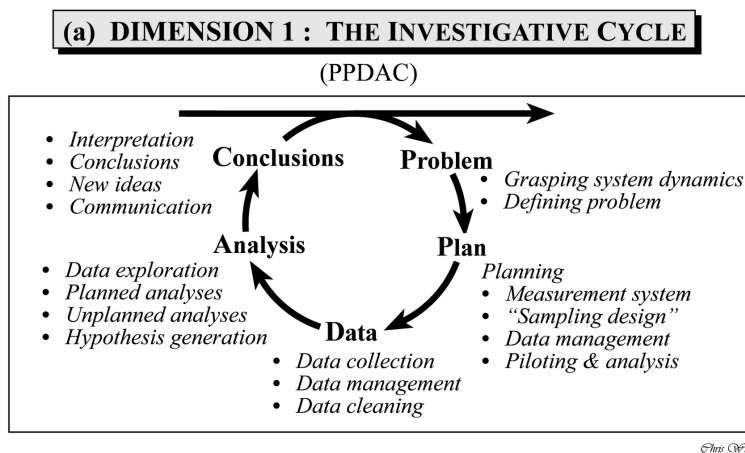 (a) DIMENSION 1 : THE INVESTIGATIVE CYCLE
(PPDAC)
• Interpretation
• Conclusions
• New ideas
• Communication
Conclusions
Problem
• Grasping system dynamics
• Defining problem
Analysis
Plan
• Data exploration
• Planned analyses
• Unplanned analyses
• Hypothesis generation
Planning
• Measurement system
• “Sampling design”
• Data management
• Piloting & analysis
Data
• Data collection
• Data management
• Data cleaning
Chris